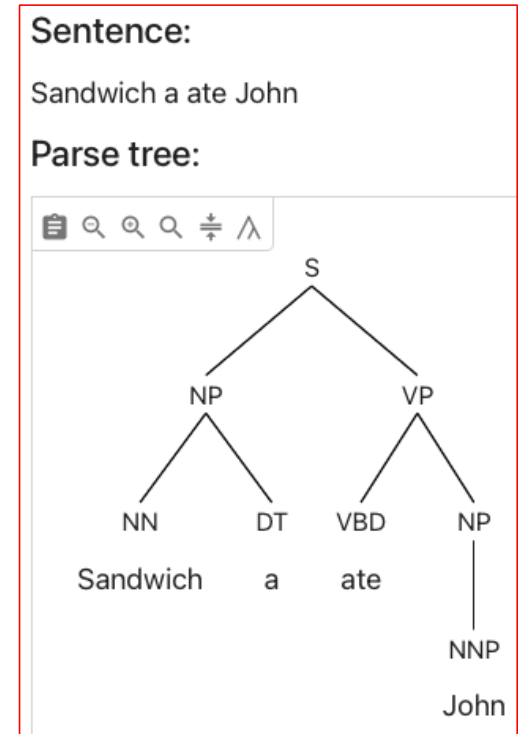 Sentence:
Sandwich a ate John
Parse tree:
S
NP VP
NN DT VBD NP
Sandwich a ate
NNP
John